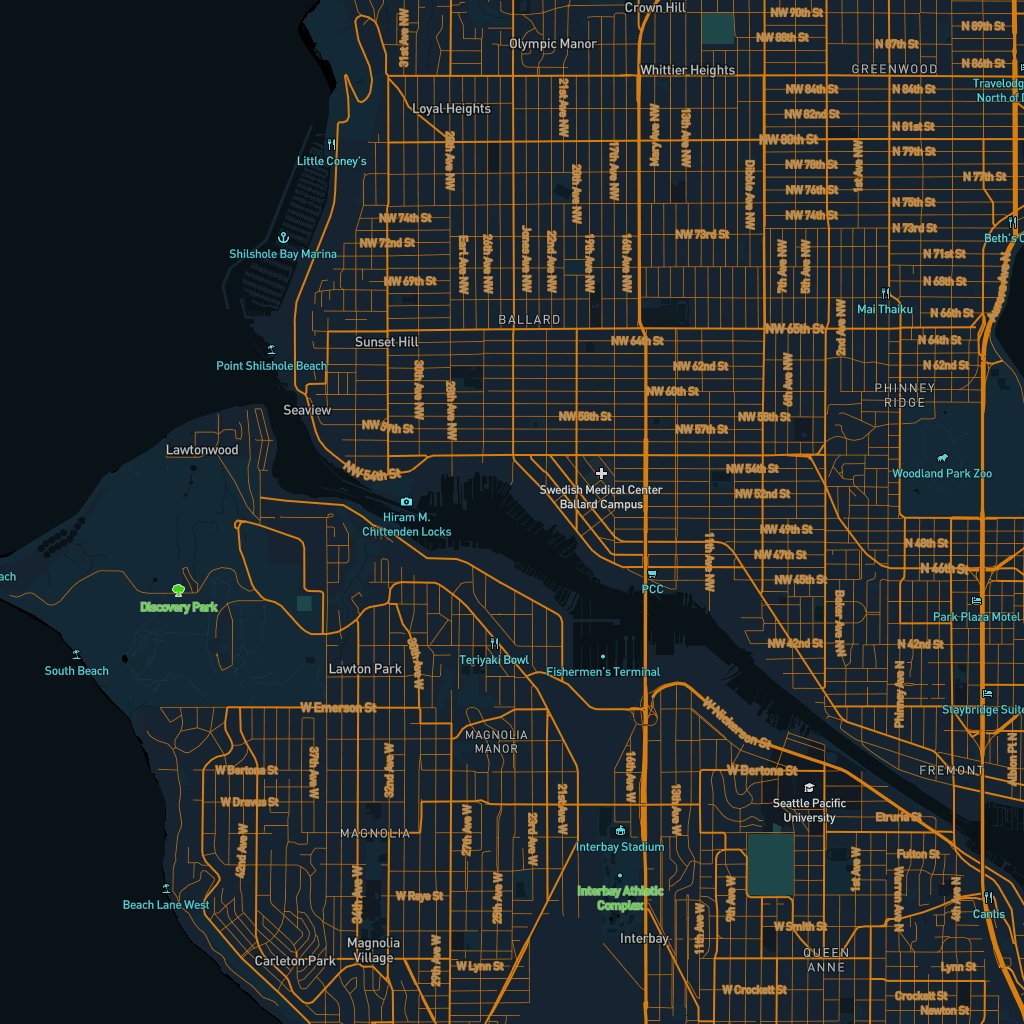 Crown Hill
NW 90th St
31st Ave NW
N 89th St
NW 88th St
Olympic Manor
N 87th St
N 86th St
Whittier Heights
GREENWOOD
Travelodg
North of D
21st Ave NW
NW 84th St
N 84th St
Loyal Heights
NW 82nd St
Mary Ave NW
13th Ave NW
N 81st St
Little Coney's
28th Ave NW
NW 80th St
17th Ave NW
1st Ave NW
N 79th St
NW 78th St
20th Ave NW
Dibble Ave NW
N 77th St
NW 76th St
N 75th St
NW 74th St
NW 74th St
N 73rd St
Shilshole Bay Marina
NW 72nd St
Earl Ave NW
26th Ave NW
Jones Ave NW
22nd Ave NW
19th Ave NW
16th Ave NW
NW 73rd St
7th Ave NW
5th Ave NW
Beth's C
N 71st St
NW 69th St
N 68th St
Mai Thaiku
N 66th St
BALLARD
NW 65th St
2nd Ave NW
Sunset Hill
NW 64th St
N 64th St
Point Shilshole Beach
30th Ave NW
28th Ave NW
NW 62nd St
6th Ave NW
N 62nd St
NW 60th St
PHINNEY
RIDGE
Seaview
NW 58th St
NW 58th St
NW 57th St
NW 57th St
Lawtonwood
NW 54th St
NW 54th St
Woodland Park Zoo
Swedish Medical Center
Ballard Campus
NW 52nd St
Hiram M.
Chittenden Locks
NW 49th St
11th Ave NW
N 48th St
NW 47th St
N 46th St
ach
PCC
NW 45th St
Discovery Park
Baker Ave NW
Park Plaza Motel
NW 42nd St
N 42nd St
South Beach
Lawton Park
Teriyaki Bowl
Fishermen's Terminal
Phinney Ave N
W Emerson St
W Nickerson St
Staybridge Suite
MAGNOLIA
MANOR
Albion Pl N
W Bertona St
37th Ave W
32nd Ave W
16th Ave W
W Bertona St
FREMONT
W Dravus St
21st Ave W
13th Ave W
Seattle Pacific
University
MAGNOLIA
27th Ave W
23rd Ave W
Etruria St
42nd Ave W
Interbay Stadium
Fulton St
1st Ave W
34th Ave W
W Raye St
25th Ave W
Interbay Athletic
Complex
9th Ave W
Warren Ave N
4th Ave N
Beach Lane West
Canlis
11th Ave W
W Smith St
Magnolia
Village
29th Ave W
Interbay
QUEEN
ANNE
Carleton Park
W Lynn St
Lynn St
W Crockett St
Crockett St
Newton St